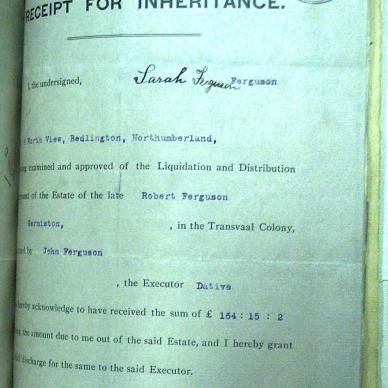 RECEIPT FOR INHERITANCE.
I, the undersigned, Sarah Ferguson Ferguson
North View, Bedlington, Northumberland,
examined and approved of the Liquidation and Distribution
of the Estate of the late Robert Ferguson
Germiston, , in the Transvaal Colony,
by John Ferguson
, the Executor Dative
hereby acknowledge to have received the sum of £ 164 : 15 : 2
the amount due to me out of the said Estate, and I hereby grant
discharge for the same to the said Executor.